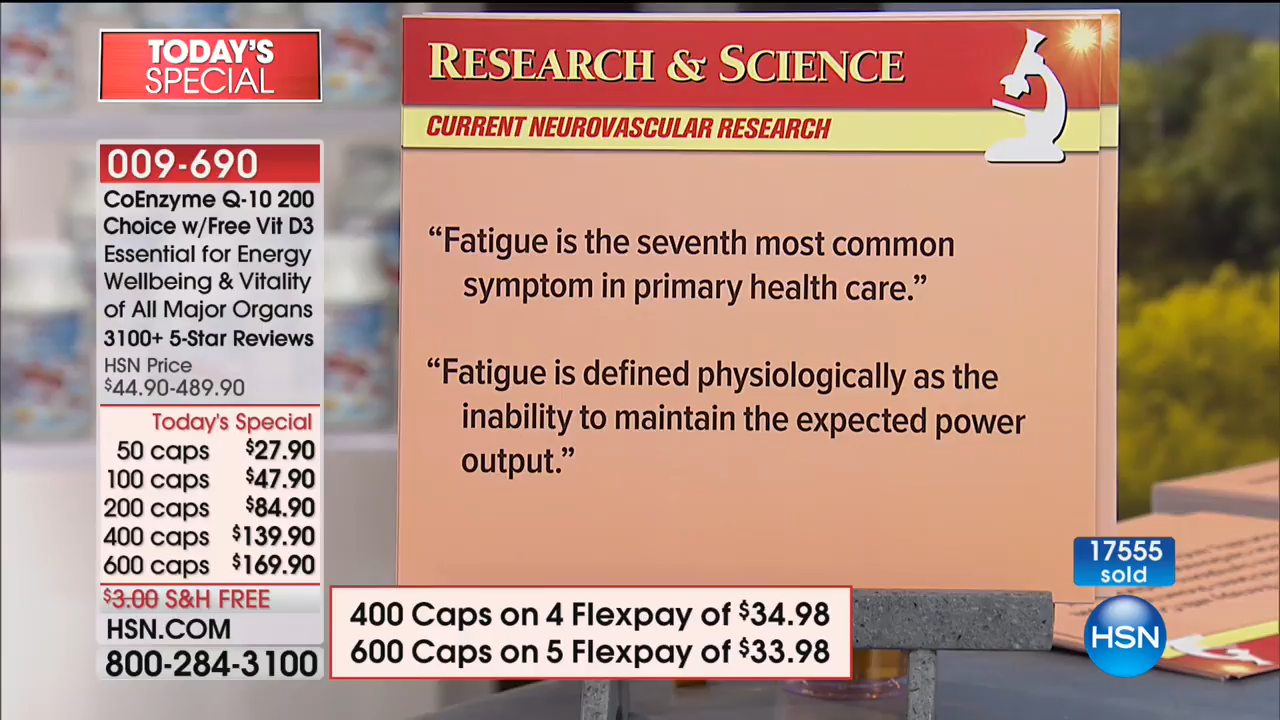 TODAY'S
SPECIAL
009-690
CoEnzyme Q-10 200
Choice w/Free Vit D3
Essential for Energy
Wellbeing & Vitality
of All Major Organs
3100+ 5-Star Reviews
HSN Price
$44.90-489.90
Today's Special
50 caps $27.90
100 caps $47.90
200 caps $84.90
400 caps $139.90
600 caps $169.90
$3.00 S&H FREE
HSN.COM
800-284-3100
RESEARCH & SCIENCE
CURRENT NEUROVASCULAR RESEARCH
“Fatigue is the seventh most common
symptom in primary health care.”
“Fatigue is defined physiologically as the
inability to maintain the expected power
output.”
400 Caps on 4 Flexpay of $34.98
600 Caps on 5 Flexpay of $33.98
17555
sold
HSN